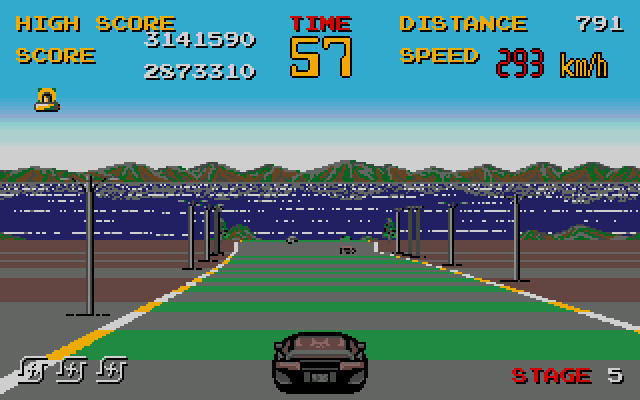 HIGH SCORE 3141590
SCORE 2873310
TIME
57
DISTANCE 791
SPEED 293 km/h
STAGE 5